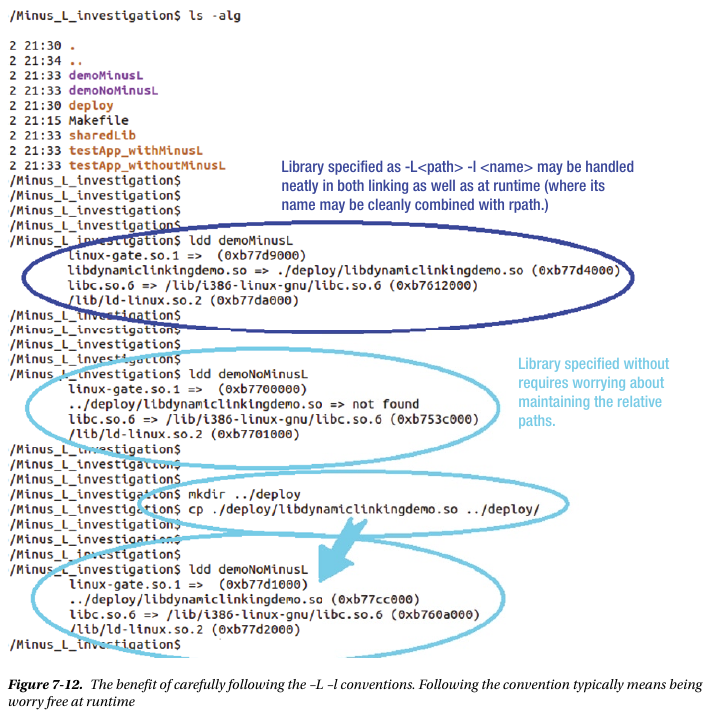 /Minus_L_investigation$ ls -alg
2 21:30 .
2 21:34 ..
2 21:33 demoMinusL
2 21:33 demoNoMinusL
2 21:30 deploy
2 21:15 Makefile
2 21:33 sharedLib
2 21:33 testApp_withMinusL
2 21:33 testApp_withoutMinusL
/Minus_L_investigation$
/Minus_L_investigation$
/Minus_L_investigation$
/Minus_L_investigation$
Library specified as -L<path> -l <name> may be handled
neatly in both linking as well as at runtime (where its
name may be cleanly combined with rpath.)
/Minus_L_investigation$ ldd demoMinusL
linux-gate.so.1 =>  (0xb77d9000)
libdynamiclinkingdemo.so => ./deploy/libdynamiclinkingdemo.so (0xb77d4000)
libc.so.6 => /lib/i386-linux-gnu/libc.so.6 (0xb7612000)
/lib/ld-linux.so.2 (0xb77da000)
/Minus_L_investigation$
/Minus_L_investigation$
/Minus_L_investigation$
/Minus_L_investigation$
/Minus_L_investigation$ ldd demoNoMinusL
linux-gate.so.1 =>  (0xb7700000)
../deploy/libdynamiclinkingdemo.so => not found
libc.so.6 => /lib/i386-linux-gnu/libc.so.6 (0xb753c000)
/lib/ld-linux.so.2 (0xb7701000)
Library specified without
requires worrying about
maintaining the relative
paths.
/Minus_L_investigation$
/Minus_L_investigation$
/Minus_L_investigation$
/Minus_L_investigation$ mkdir ../deploy
/Minus_L_investigation$ cp ./deploy/libdynamiclinkingdemo.so ../deploy/
/Minus_L_investigation$
/Minus_L_investigation$
/Minus_L_investigation$
/Minus_L_investigation$ ldd demoNoMinusL
linux-gate.so.1 =>  (0xb77d1000)
../deploy/libdynamiclinkingdemo.so (0xb77cc000)
libc.so.6 => /lib/i386-linux-gnu/libc.so.6 (0xb760a000)
/lib/ld-linux.so.2 (0xb77d2000)
/Minus_L_investigation$
Figure 7-12. The benefit of carefully following the –L –l conventions. Following the convention typically means being
worry free at runtime